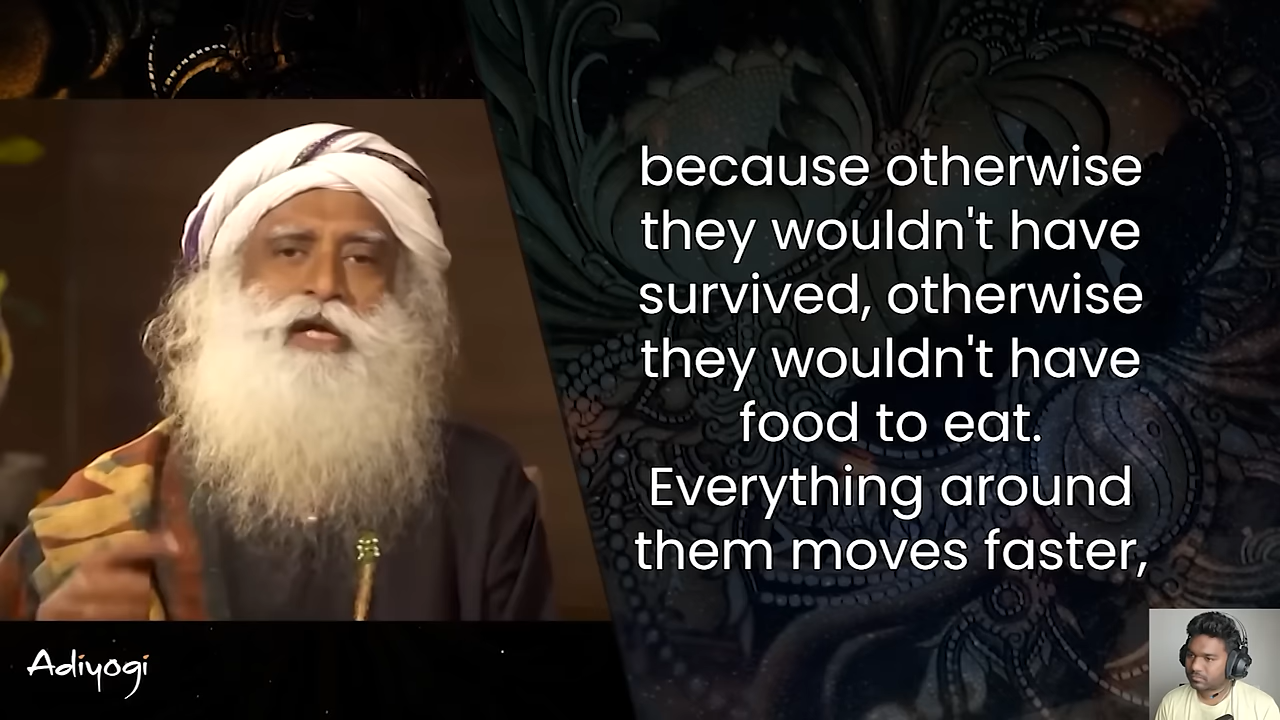 because otherwise
they wouldn't have
survived, otherwise
they wouldn't have
food to eat.
Everything around
them moves faster,
Adiyogi